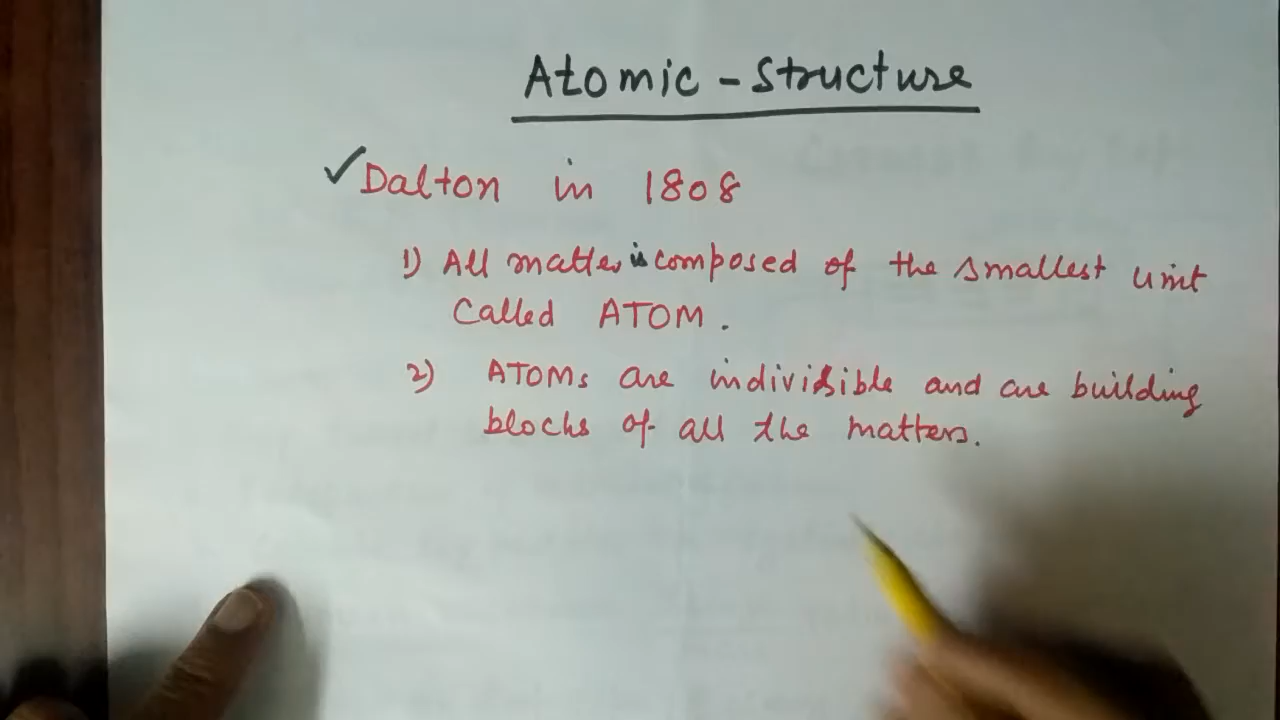 Atomic - Structure
✓Dalton in 1808
1) All matter is composed of the smallest unit
Called ATOM.
2) ATOMs are indivisible and are building
blocks of all the matters.